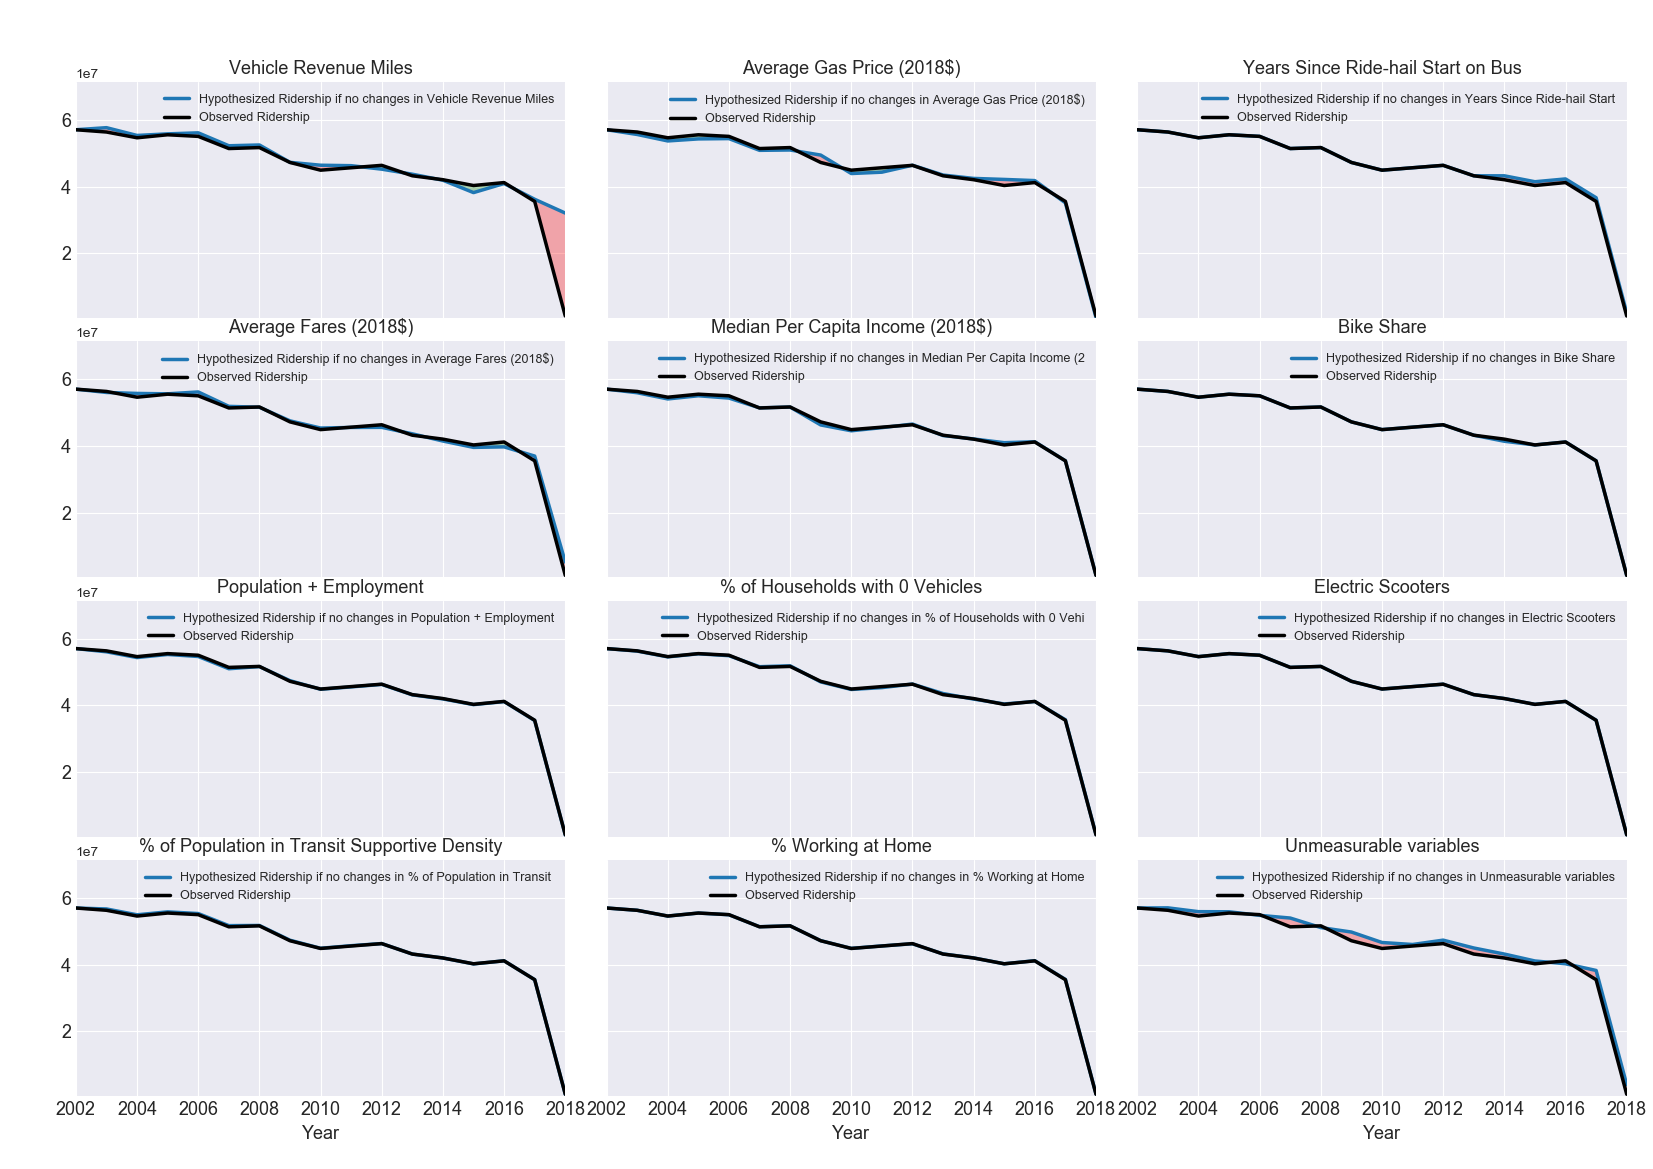 Vehicle Revenue Miles
1e7
Hypothesized Ridership if no changes in Vehicle Revenue Miles
Observed Ridership
6
4
2
Average Gas Price (2018$)
Hypothesized Ridership if no changes in Average Gas Price (2018$)
Observed Ridership
Years Since Ride-hail Start on Bus
Hypothesized Ridership if no changes in Years Since Ride-hail Start
Observed Ridership
Average Fares (2018$)
1e7
Hypothesized Ridership if no changes in Average Fares (2018$)
Observed Ridership
6
4
2
Median Per Capita Income (2018$)
Hypothesized Ridership if no changes in Median Per Capita Income (2
Observed Ridership
Bike Share
Hypothesized Ridership if no changes in Bike Share
Observed Ridership
Population + Employment
1e7
Hypothesized Ridership if no changes in Population + Employment
Observed Ridership
6
4
2
% of Households with 0 Vehicles
Hypothesized Ridership if no changes in % of Households with 0 Vehi
Observed Ridership
Electric Scooters
Hypothesized Ridership if no changes in Electric Scooters
Observed Ridership
% of Population in Transit Supportive Density
1e7
Hypothesized Ridership if no changes in % of Population in Transit
Observed Ridership
6
4
2
2002 2004 2006 2008 2010 2012 2014 2016 2018
Year
% Working at Home
Hypothesized Ridership if no changes in % Working at Home
Observed Ridership
2002 2004 2006 2008 2010 2012 2014 2016 2018
Year
Unmeasurable variables
Hypothesized Ridership if no changes in Unmeasurable variables
Observed Ridership
2002 2004 2006 2008 2010 2012 2014 2016 2018
Year